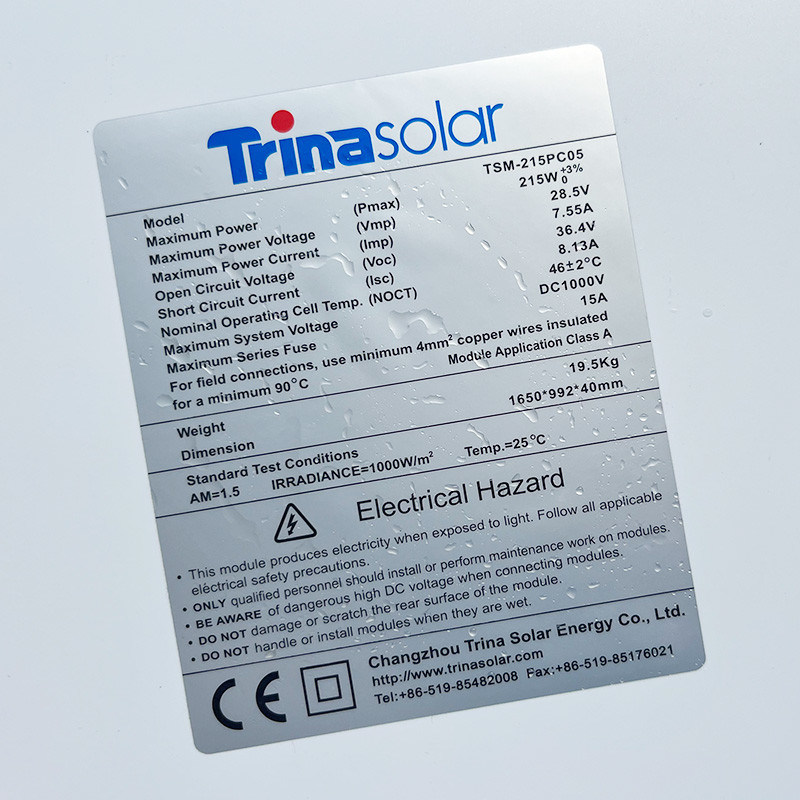 Trinasolar
Model TSM-215PC05
Maximum Power (Pmax) 215W +3% 0
Maximum Power Voltage (Vmp) 28.5V
Maximum Power Current (Imp) 7.55A
Open Circuit Voltage (Voc) 36.4V
Short Circuit Current (Isc) 8.13A
Nominal Operating Cell Temp. (NOCT) 46±2°C
Maximum System Voltage DC1000V
Maximum Series Fuse 15A
For field connections, use minimum 4mm² copper wires insulated
for a minimum 90°C Module Application Class A
Weight 19.5Kg
Dimension 1650*992*40mm
Standard Test Conditions
AM=1.5 IRRADIANCE=1000W/m² Temp.=25°C
Electrical Hazard
• This module produces electricity when exposed to light. Follow all applicable
electrical safety precautions.
• ONLY qualified personnel should install or perform maintenance work on modules.
• BE AWARE of dangerous high DC voltage when connecting modules.
• DO NOT damage or scratch the rear surface of the module.
• DO NOT handle or install modules when they are wet.
CE
Changzhou Trina Solar Energy Co., Ltd.
http://www.trinasolar.com
Tel:+86-519-85482008 Fax:+86-519-85176021